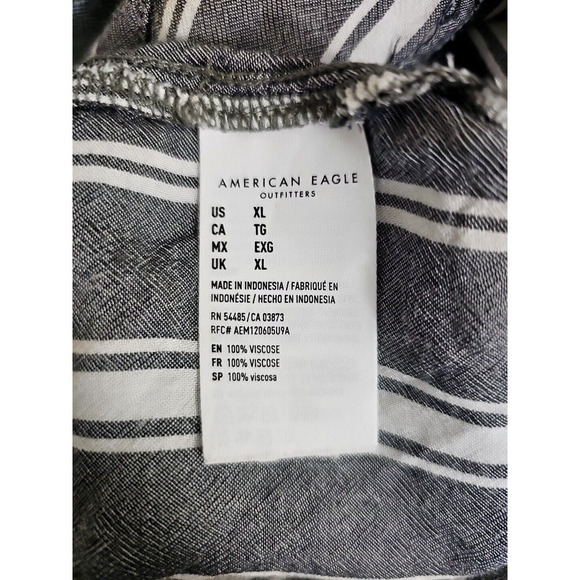 AMERICAN EAGLE
OUTFITTERS
US XL
CA TG
MX EXG
UK XL
MADE IN INDONESIA / FABRIQUÉ EN
INDONÉSIE / HECHO EN INDONESIA
RN 54485/CA 03873
RFC# AEM120605U9A
EN 100% VISCOSE
FR 100% VISCOSE
SP 100% viscosa